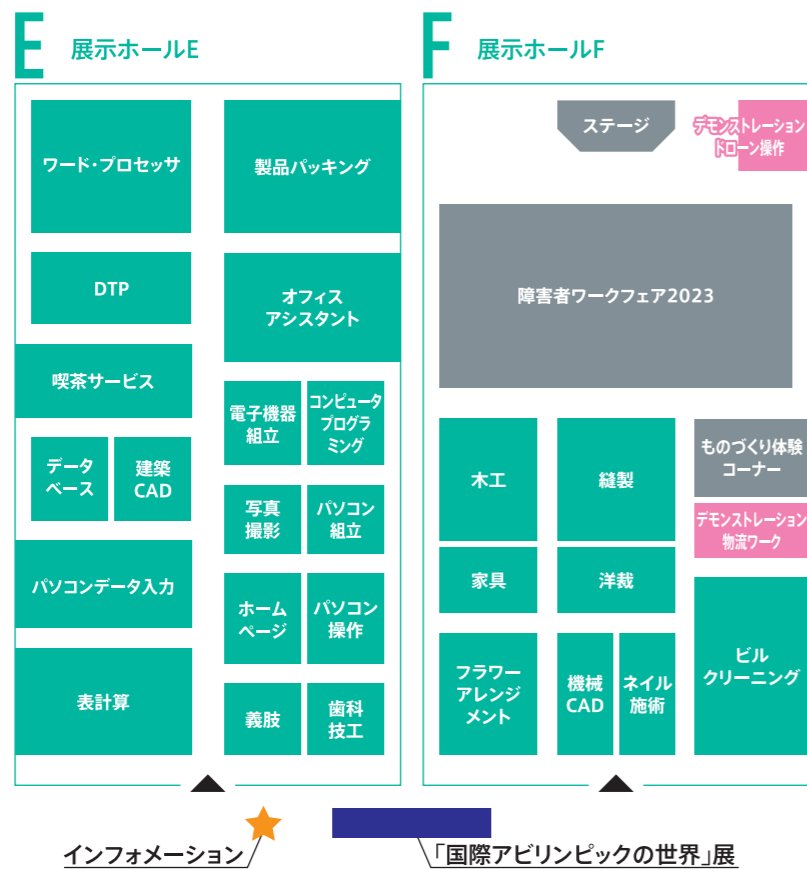 E
展示ホールE
ワード・プロセッサ
製品パッキング
DTP
オフィス
アシスタント
喫茶サービス
電子機器
組立
コンピュータ
プログラ
ミング
データ
ベース
建築
CAD
写真
撮影
パソコン
組立
パソコンデータ入力
ホーム
ページ
パソコン
操作
表計算
義肢
歯科
技工
F
展示ホールF
ステージ
デモンストレーション
ドローン操作
障害者ワークフェア2023
木工
縫製
ものづくり体験
コーナー
デモンストレーション
物流ワーク
家具
洋裁
フラワー
アレンジ
メント
機械
CAD
ネイル
施術
ビル
クリーニング
インフォメーション
「国際アビリンピックの世界」展